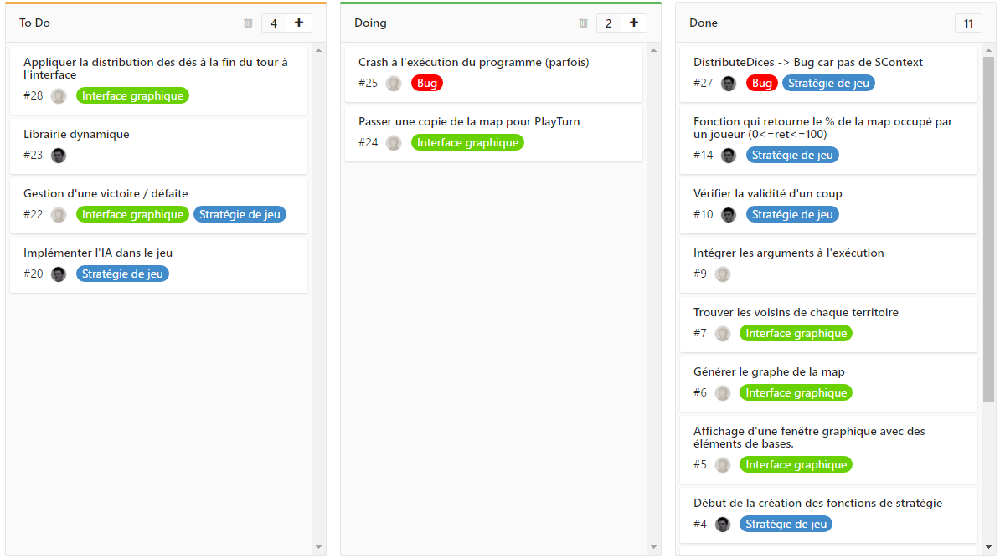 To Do
4
+
Appliquer la distribution des dés à la fin du tour à
l'interface
#28 Interface graphique
Librairie dynamique
#23
Gestion d'une victoire / défaite
#22 Interface graphique Stratégie de jeu
Implémenter l'IA dans le jeu
#20 Stratégie de jeu
Doing
2
+
Crash à l'exécution du programme (parfois)
#25 Bug
Passer une copie de la map pour PlayTurn
#24 Interface graphique
Done
11
DistributeDices -> Bug car pas de SContext
#27 Bug Stratégie de jeu
Fonction qui retourne le % de la map occupé par
un joueur (0<=ret<=100)
#14 Stratégie de jeu
Vérifier la validité d'un coup
#10 Stratégie de jeu
Intégrer les arguments à l'exécution
#9
Trouver les voisins de chaque territoire
#7 Interface graphique
Générer le graphe de la map
#6 Interface graphique
Affichage d'une fenêtre graphique avec des
éléments de bases.
#5 Interface graphique
Début de la création des fonctions de stratégie
#4 Stratégie de jeu